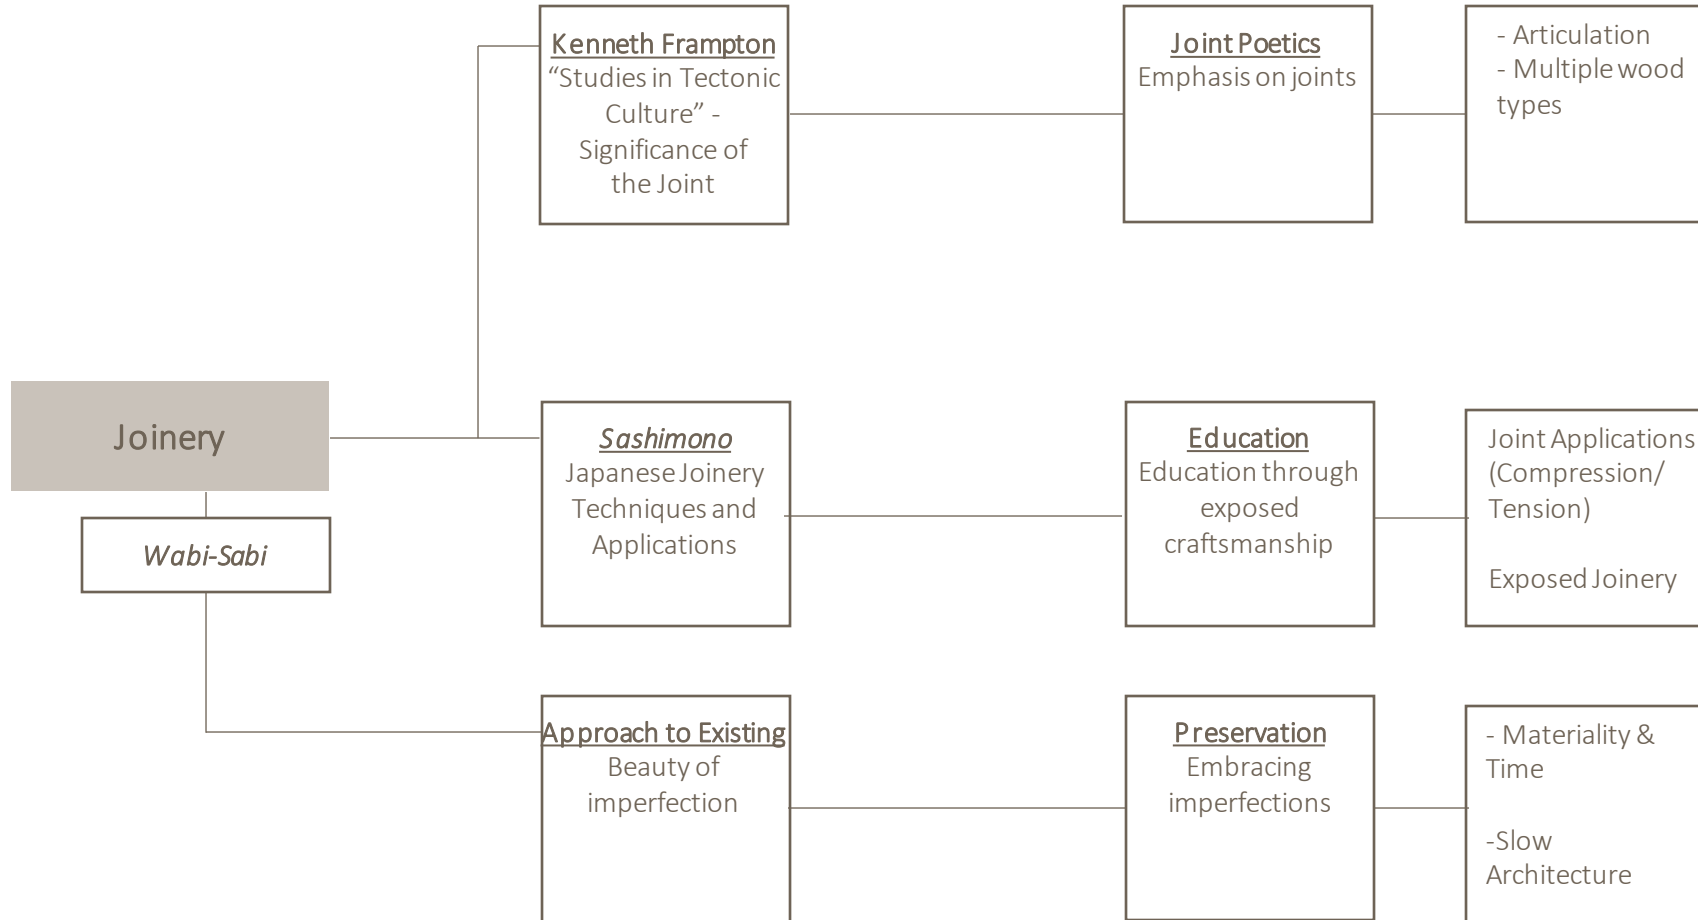 Kenneth Frampton
“Studies in Tectonic
Culture” -
Significance of
the Joint
Joint Poetics
Emphasis on joints
- Articulation
- Multiple wood
types
Joinery
Wabi-Sabi
Sashimono
Japanese Joinery
Techniques and
Applications
Education
Education through
exposed
craftsmanship
Joint Applications
(Compression/
Tension)
Exposed Joinery
Approach to Existing
Beauty of
imperfection
Preservation
Embracing
imperfections
- Materiality &
Time
-Slow
Architecture